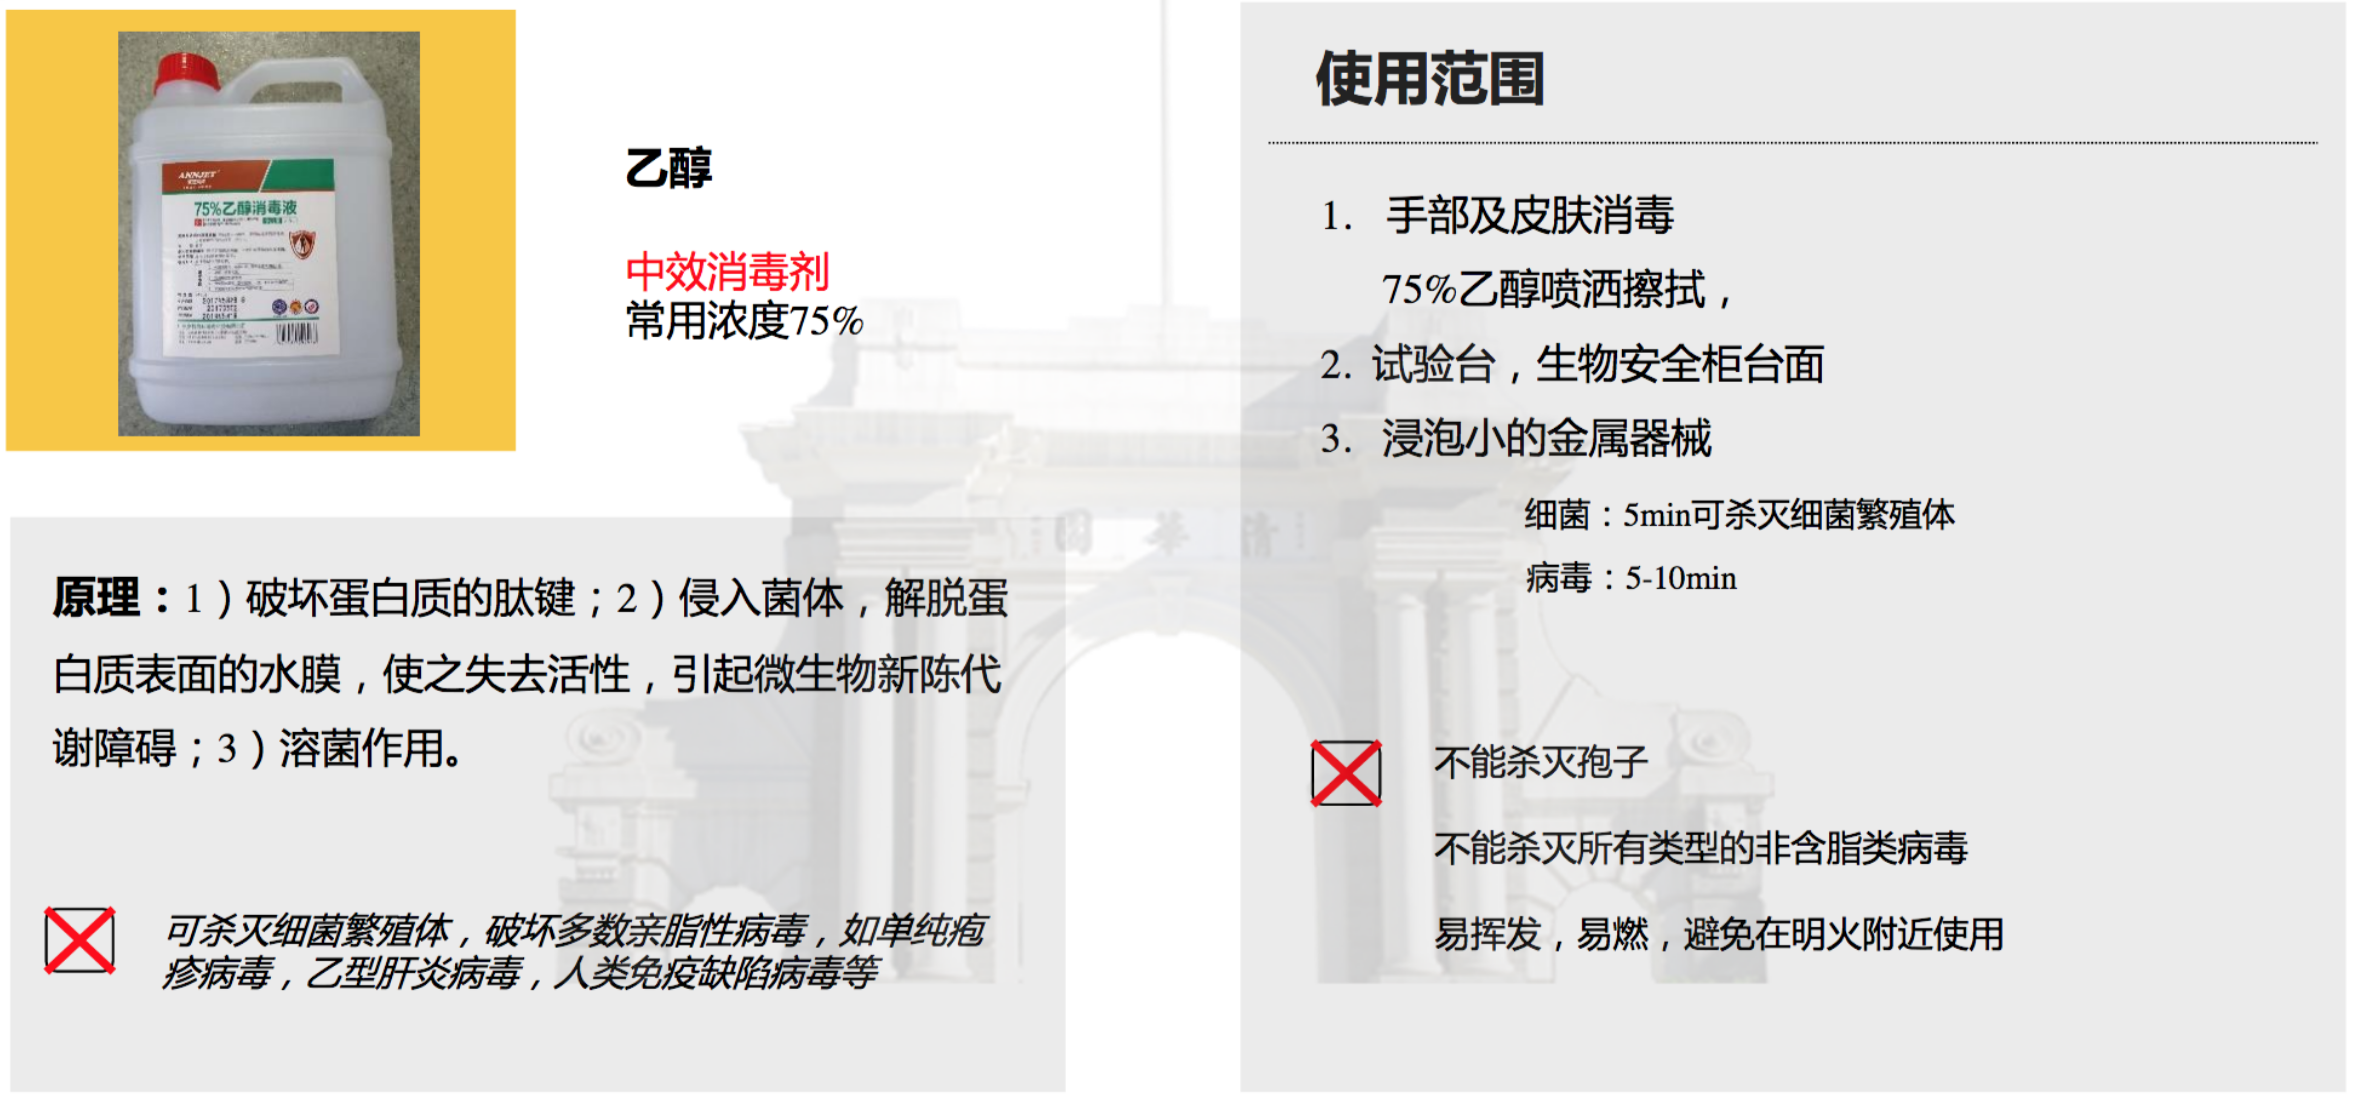 ANNJET
75%乙醇消毒液
乙醇
中效消毒剂
常用浓度75%
原理：1）破坏蛋白质的肽键；2）侵入菌体，解脱蛋
白质表面的水膜，使之失去活性，引起微生物新陈代
谢障碍；3）溶菌作用。
可杀灭细菌繁殖体，破坏多数亲脂性病毒，如单纯疱
疹病毒，乙型肝炎病毒，人类免疫缺陷病毒等
使用范围
1. 手部及皮肤消毒
75%乙醇喷洒擦拭，
2. 试验台，生物安全柜台面
3. 浸泡小的金属器械
细菌：5min可杀灭细菌繁殖体
病毒：5-10min
不能杀灭孢子
不能杀灭所有类型的非含脂类病毒
易挥发，易燃，避免在明火附近使用
園 華 清